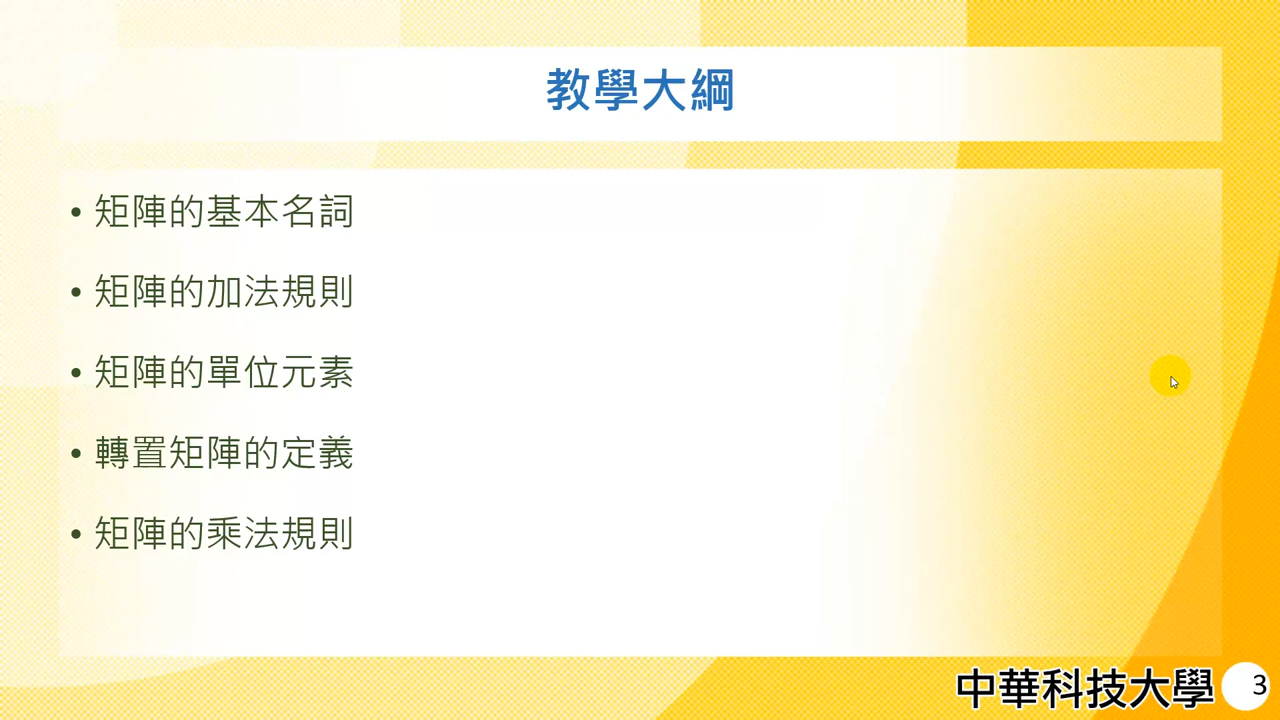 教學大綱
• 矩陣的基本名詞
• 矩陣的加法規則
• 矩陣的單位元素
• 轉置矩陣的定義
• 矩陣的乘法規則
中華科技大學 3